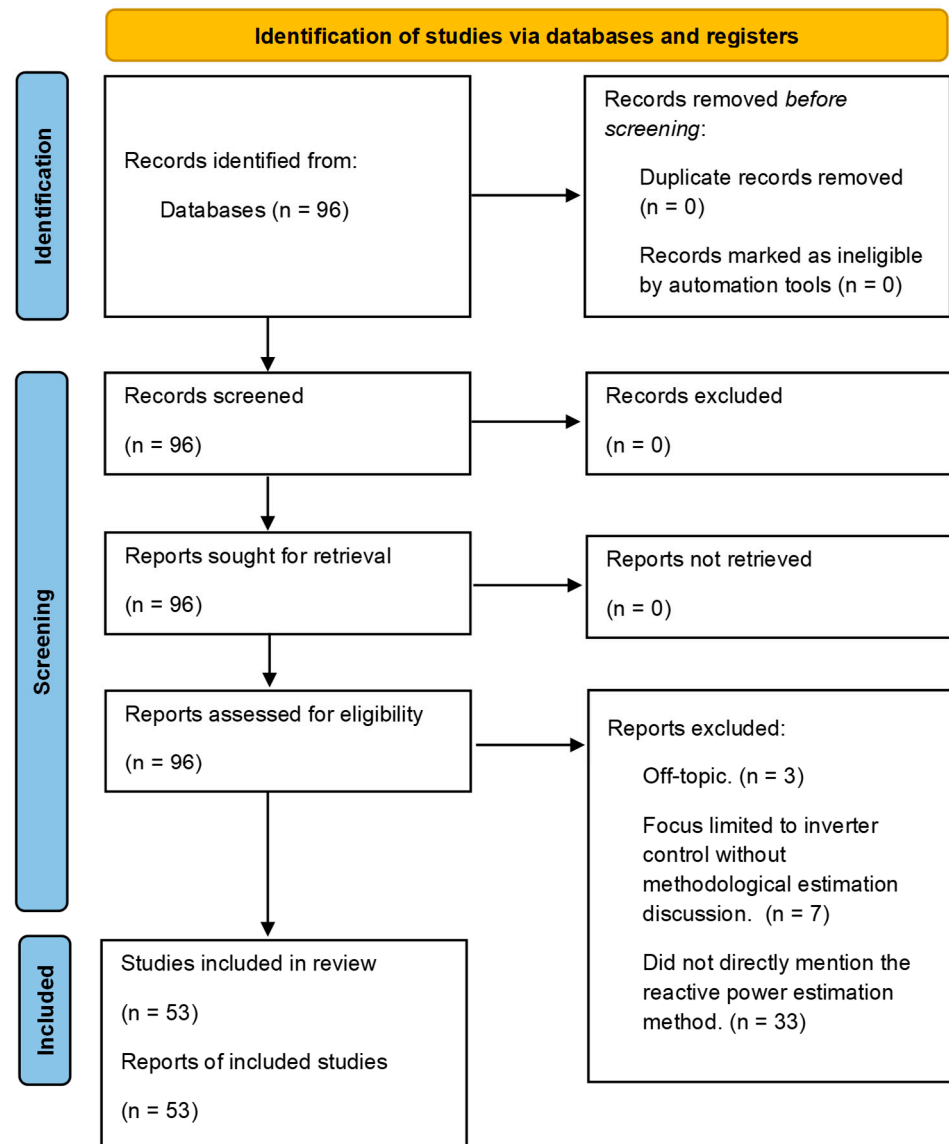 Identification of studies via databases and registers
Identification
Records identified from:
Databases (n = 96)
Records removed before
screening:
Duplicate records removed
(n = 0)
Records marked as ineligible
by automation tools (n = 0)
Screening
Records screened
(n = 96)
Records excluded
(n = 0)
Reports sought for retrieval
(n = 96)
Reports not retrieved
(n = 0)
Reports assessed for eligibility
(n = 96)
Reports excluded:
Off-topic. (n = 3)
Focus limited to inverter
control without
methodological estimation
discussion.  (n = 7)
Did not directly mention the
reactive power estimation
method. (n = 33)
Included
Studies included in review
(n = 53)
Reports of included studies
(n = 53)